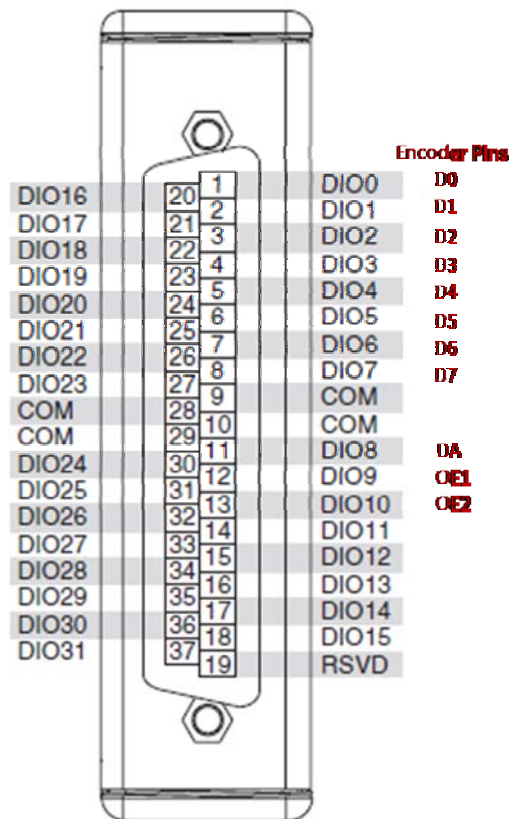 Encoder Pins
DIO16 20 1 DIO0 D0
DIO17 21 2 DIO1 D1
DIO18 22 3 DIO2 D2
DIO19 23 4 DIO3 D3
DIO20 24 5 DIO4 D4
DIO21 25 6 DIO5 D5
DIO22 26 7 DIO6 D6
DIO23 27 8 DIO7 D7
COM 28 9 COM
COM 29 10 COM
DIO24 30 11 DIO8 DA
DIO25 31 12 DIO9 OE1
DIO26 32 13 DIO10 OE2
DIO27 33 14 DIO11
DIO28 34 15 DIO12
DIO29 35 16 DIO13
DIO30 36 17 DIO14
DIO31 37 18 DIO15
19 RSVD